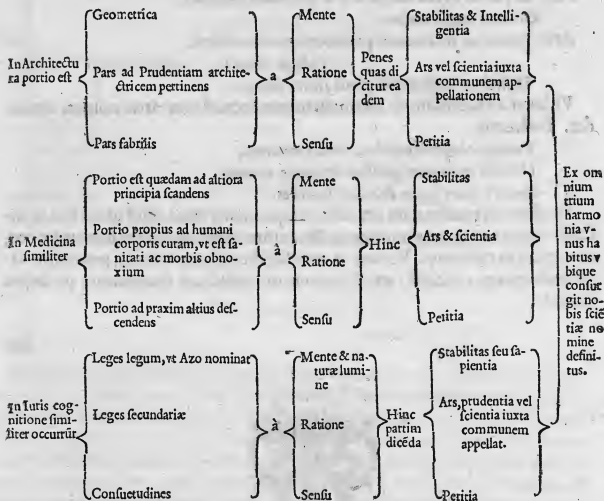 In Architectu
ra portio est
Geometrica
Pars ad Prudentiam archite-
ctricem pertinens
Pars fabrilis
a
Mente
Ratione
Sensu
Penes
quas di
citur ea
dem
Stabilitas & Intelli-
gentia
Ars vel scientia iuxta
communem ap-
pellationem
Peritia
In Medicina
similiter
Portio est quædam ad altiora
principia scandens
Portio propius ad humani
corporis curam, vt est sa-
nitati ac morbis obno-
xium
Portio ad praxim altius des-
cendens
à
Mente
Ratione
Sensu
Hinc
Stabilitas
Ars & scientia
Peritia
In Iuris cog-
nitione simi-
liter occurrũt
Leges legum, vt Azo nominat
Leges secundariæ
Consuetudines
à
Mente & na-
turæ lumi-
ne
Ratione
Sensu
Hinc
partim
dicẽda
Stabilitas seu sa-
pientia
Ars, prudentia vel
scientia iuxta
communem
appellat.
Peritia
Ex om
nium
trium
harmo
nia v-
nus ha
bitus v
bique
consur
git no-
bis sciẽ
tiæ no
mine
defini-
tus.